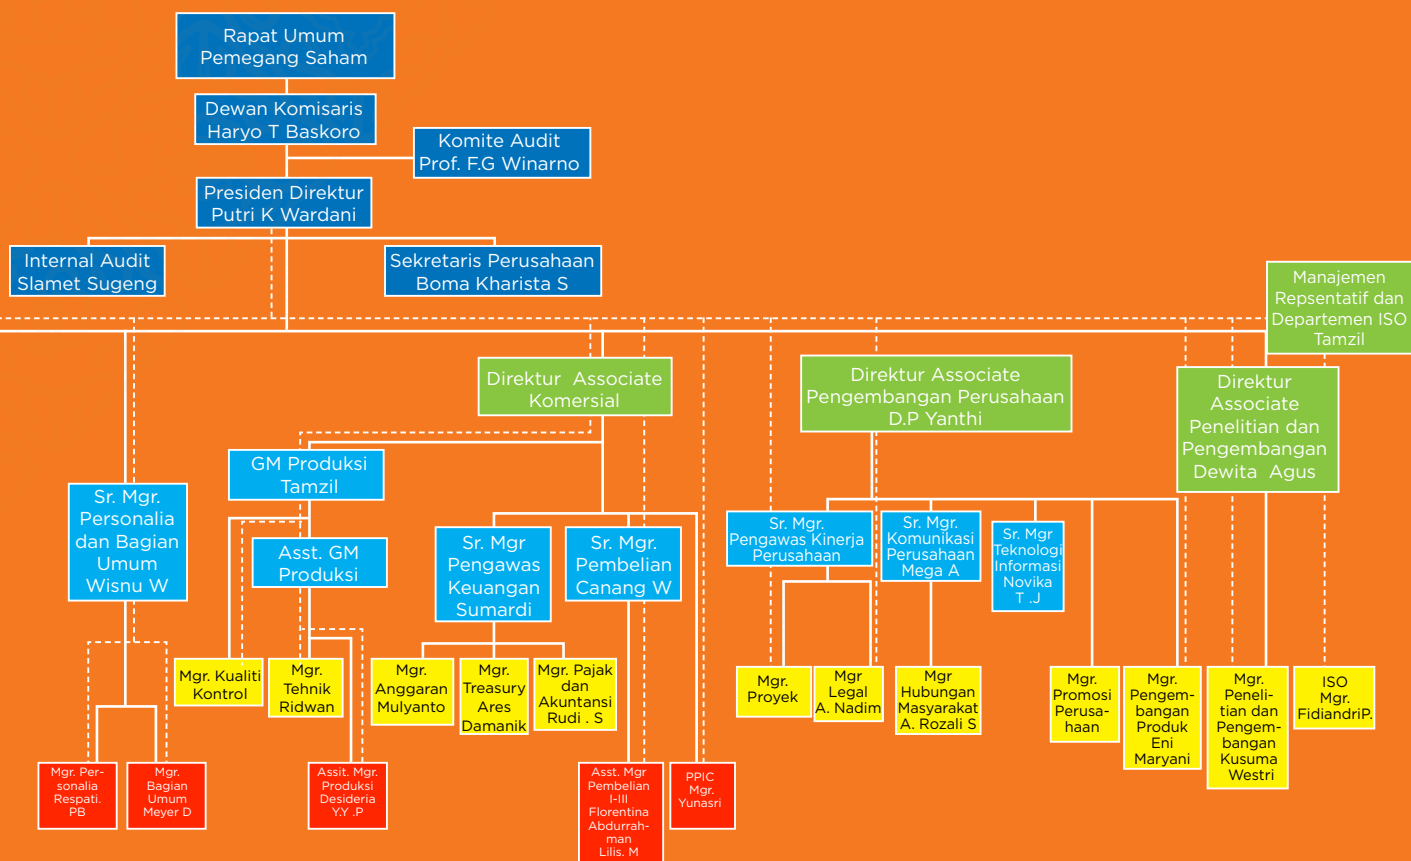 Rapat Umum
Pemegang Saham
Dewan Komisaris
Haryo T Baskoro
Komite Audit
Prof. F.G Winarno
Presiden Direktur
Putri K Wardani
Internal Audit
Slamet Sugeng
Sekretaris Perusahaan
Boma Kharista S
Manajemen
Repsentatif dan
Departemen ISO
Tamzil
Direktur Associate
Komersial
Direktur Associate
Pengembangan Perusahaan
D.P Yanthi
Direktur
Associate
Penelitian dan
Pengembangan
Dewita Agus
GM Produksi
Tamzil
Sr. Mgr.
Personalia
dan Bagian
Umum
Wisnu W
Asst. GM
Produksi
Sr. Mgr
Pengawas
Keuangan
Sumardi
Sr. Mgr.
Pembelian
Canang W
Sr. Mgr.
Pengawas Kinerja
Perusahaan
Sr. Mgr.
Komunikasi
Perusahaan
Mega A
Sr. Mgr
Teknologi
Informasi
Novika
T .J
Mgr. Kualiti
Kontrol
Mgr.
Tehnik
Ridwan
Mgr.
Anggaran
Mulyanto
Mgr.
Treasury
Ares
Damanik
Mgr. Pajak
dan
Akuntansi
Rudi . S
Mgr.
Proyek
Mgr
Legal
A. Nadim
Mgr
Hubungan
Masyarakat
A. Rozali S
Mgr.
Promosi
Perusa-
haan
Mgr.
Pengem-
bangan
Produk
Eni
Maryani
Mgr.
Peneli-
tian dan
Pengem-
bangan
Kusuma
Westri
ISO
Mgr.
FidiandriP.
Mgr. Per-
sonalia
Respati.
PB
Mgr.
Bagian
Umum
Meyer D
Assit. Mgr.
Produksi
Desideria
Y.Y .P
Asst. Mgr
Pembelian
I-III
Florentina
Abdurrah-
man
Lilis. M
PPIC
Mgr.
Yunasri